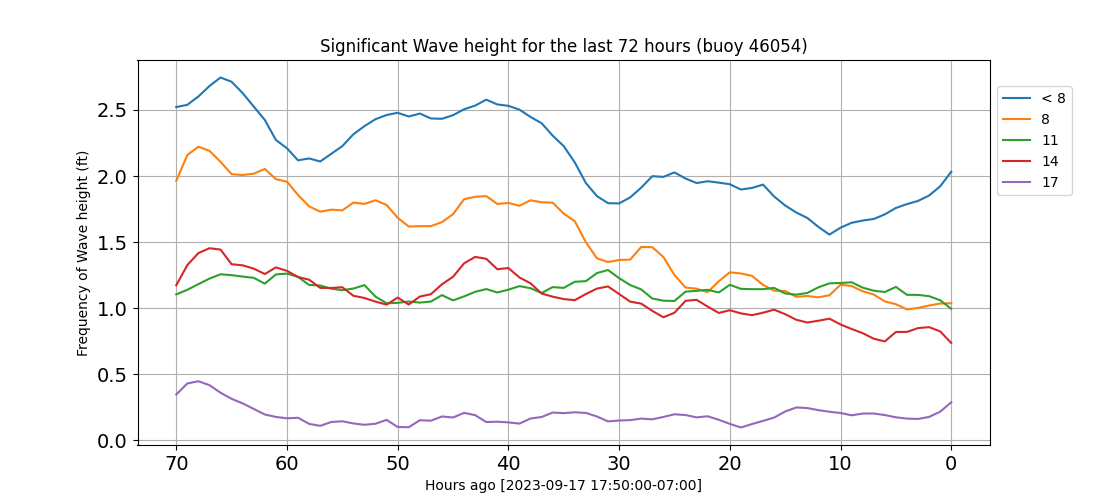 Significant Wave height for the last 72 hours (buoy 46054)
Frequency of Wave height (ft)
2.5
2.0
1.5
1.0
0.5
0.0
70 60 50 40 30 20 10 0
Hours ago [2023-09-17 17:50:00-07:00]
< 8
8
11
14
17